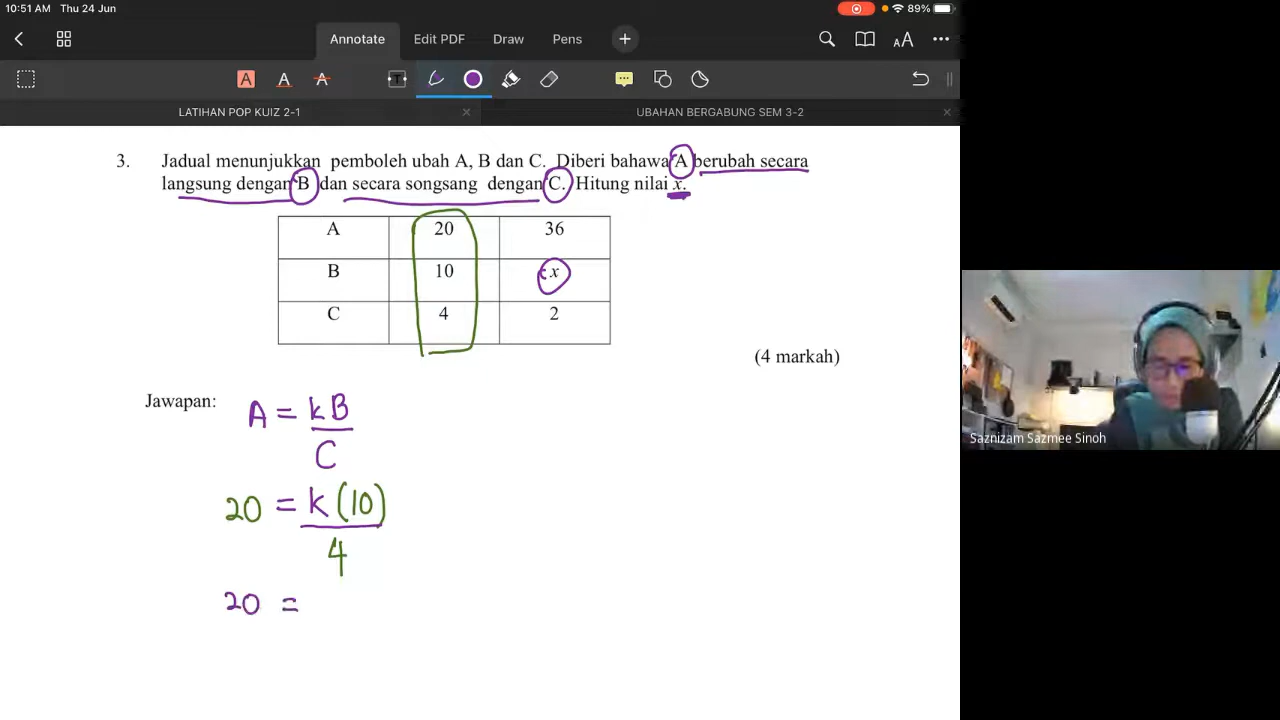 10:51 AM Thu 24 Jun
89%
Annotate Edit PDF Draw Pens
AA
A A A T
LATIHAN POP KUIZ 2-1
UBAHAN BERGABUNG SEM 3-2
3. Jadual menunjukkan pemboleh ubah A, B dan C. Diberi bahawa A berubah secara
langsung dengan B dan secara songsang dengan C. Hitung nilai x.
A 20 36
B 10 x
C 4 2
(4 markah)
Jawapan:
A = kB
C
20 = k(10)
4
20 =
Saznizam Sazmee Sinoh